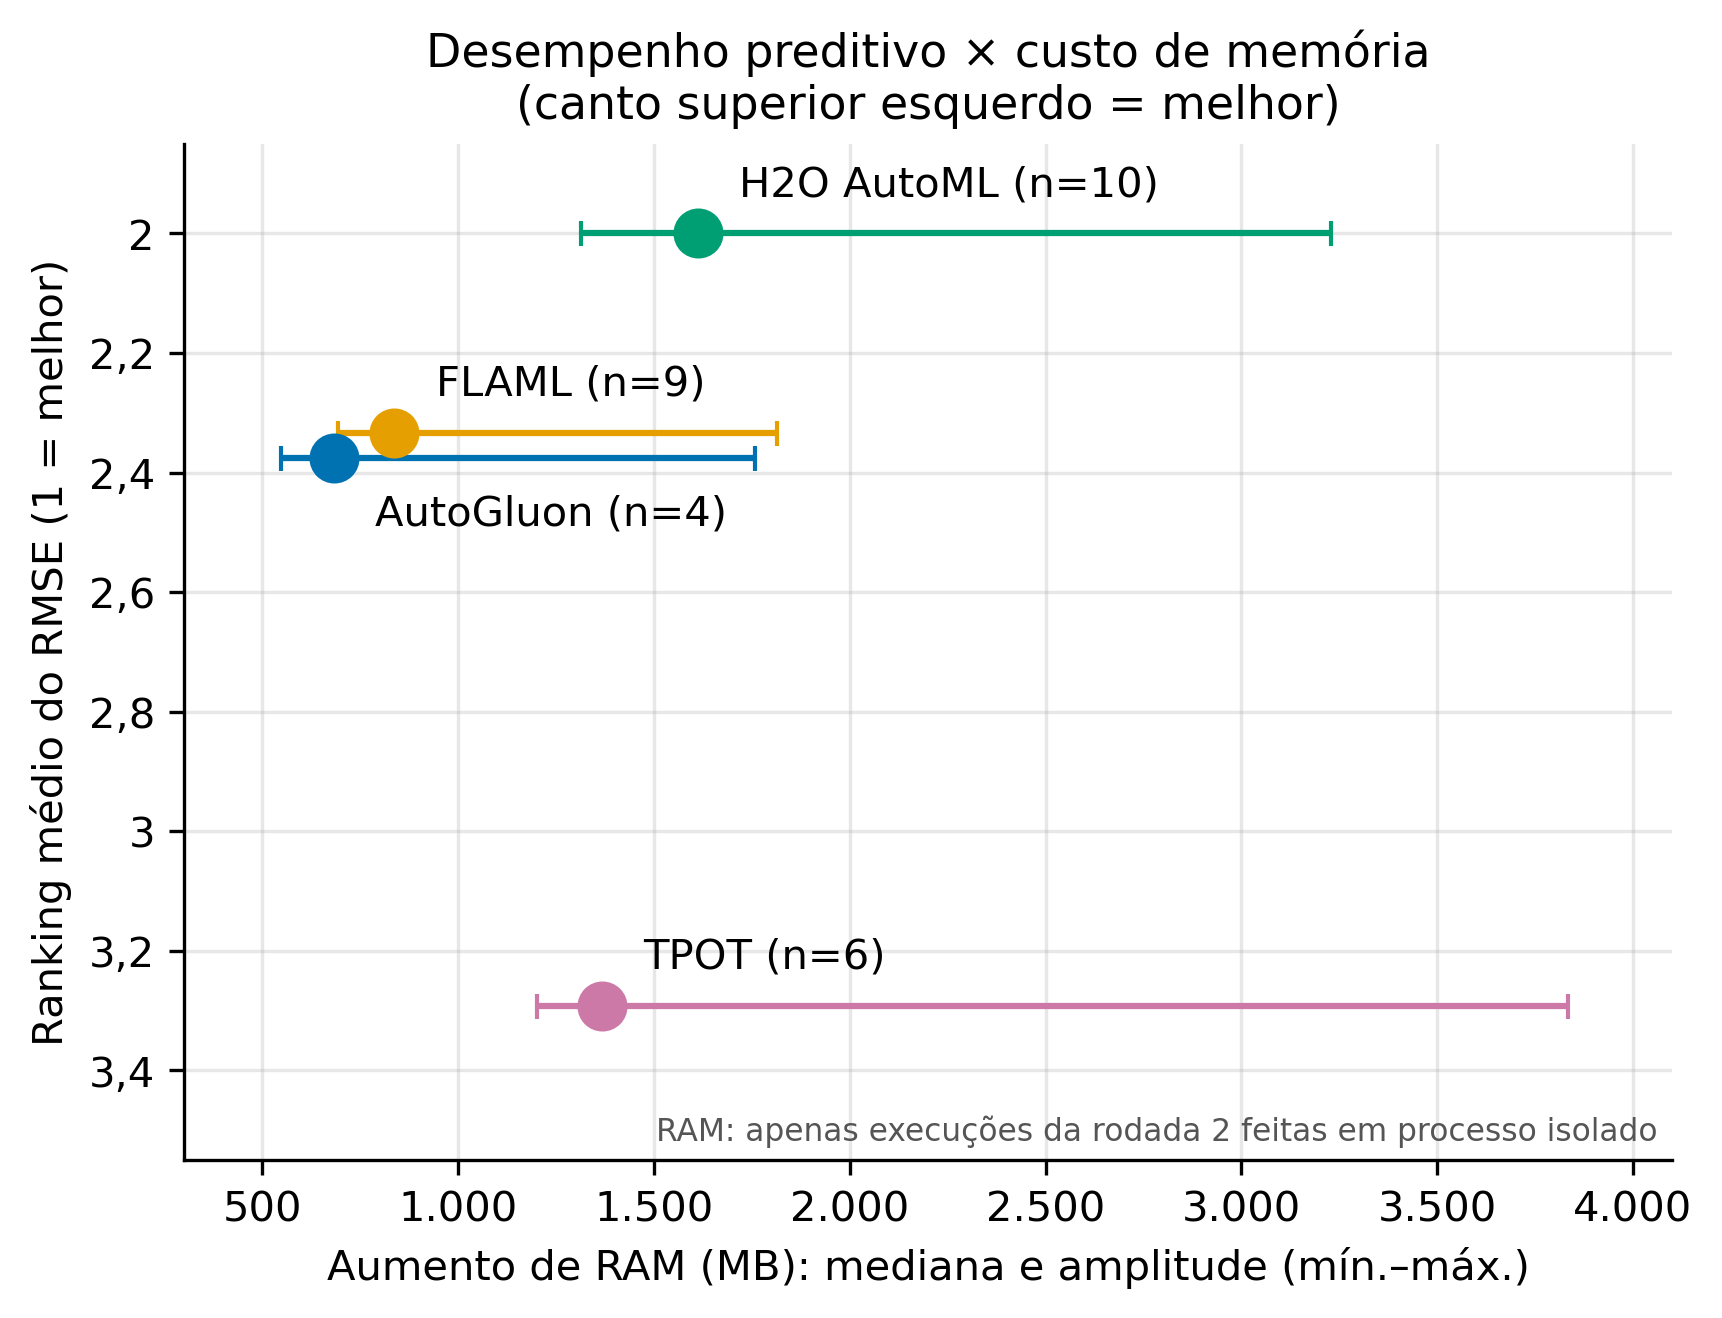 Desempenho preditivo × custo de memória
(canto superior esquerdo = melhor)
H2O AutoML (n=10)
2
2,2
FLAML (n=9)
2,4
AutoGluon (n=4)
2,6
2,8
3
3,2
TPOT (n=6)
3,4
Ranking médio do RMSE (1 = melhor)
RAM: apenas execuções da rodada 2 feitas em processo isolado
500 1.000 1.500 2.000 2.500 3.000 3.500 4.000
Aumento de RAM (MB): mediana e amplitude (mín.–máx.)